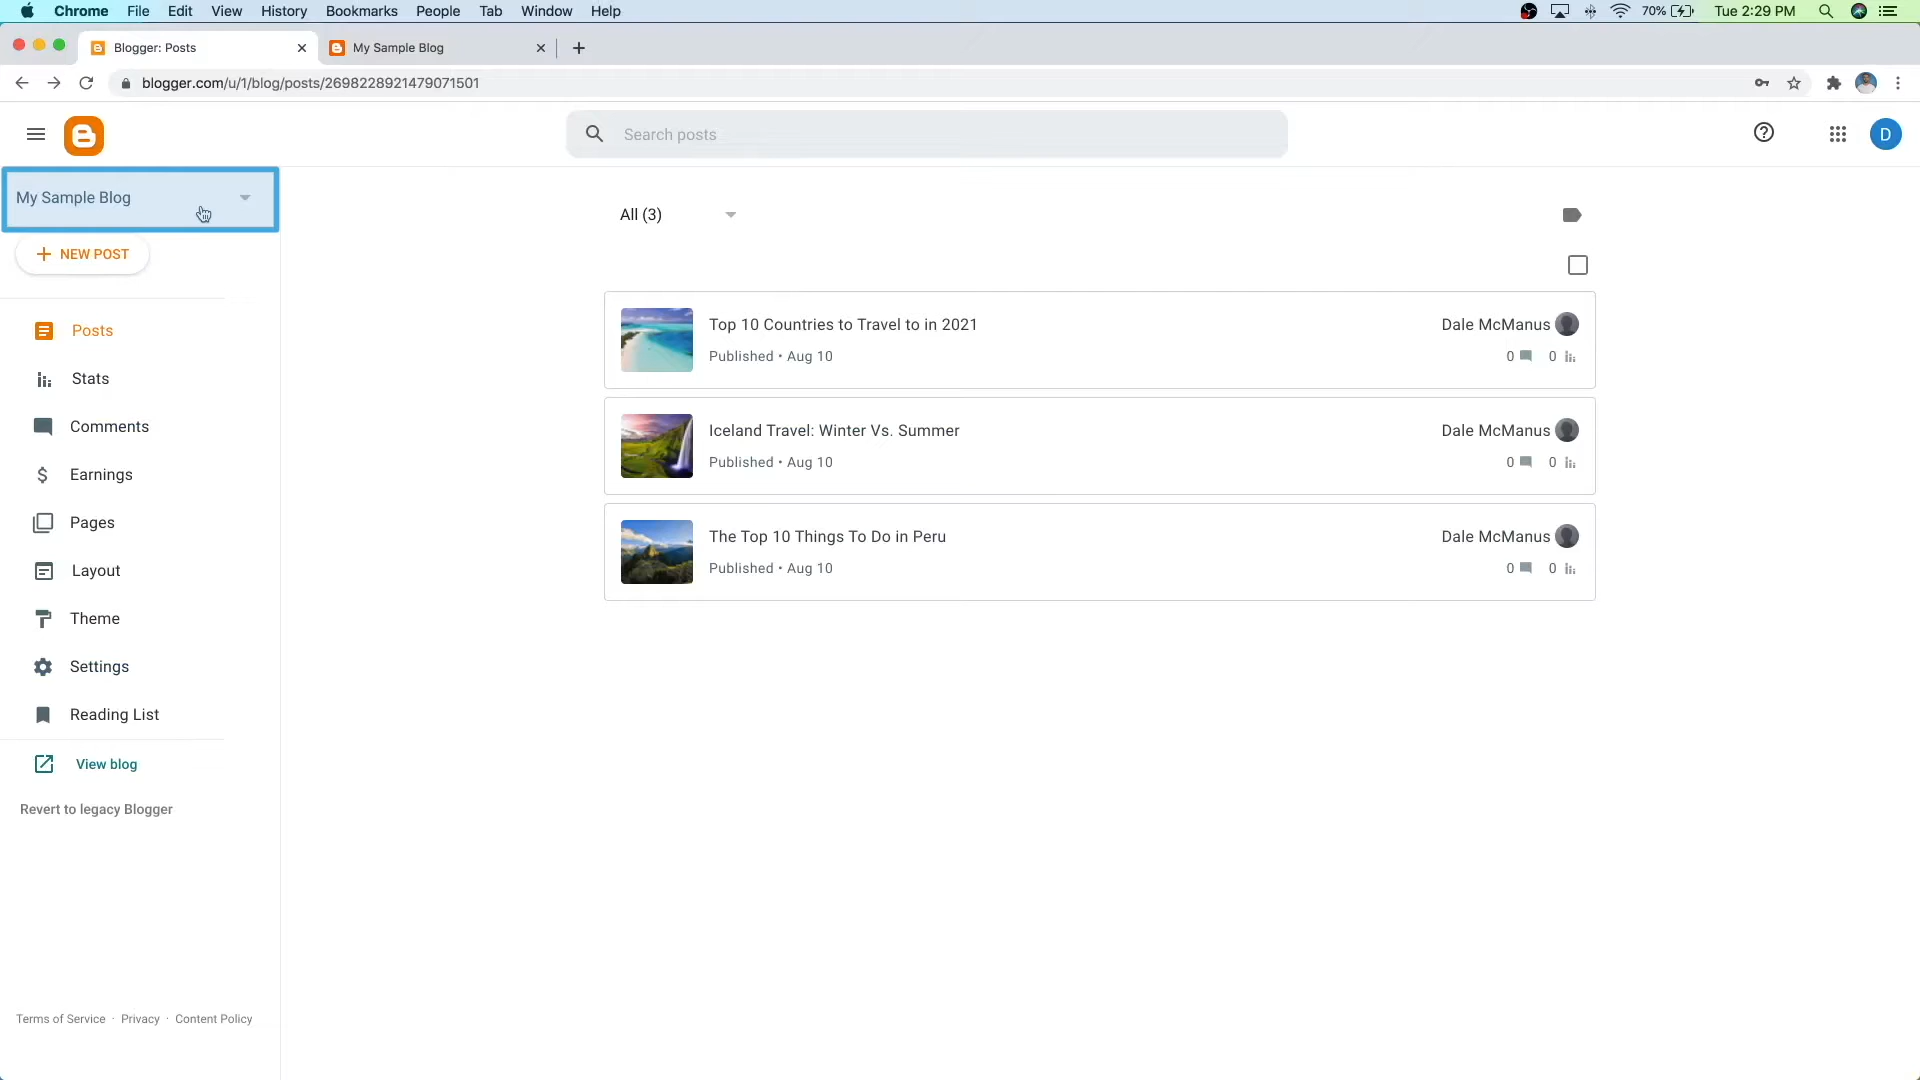 Chrome File Edit View History Bookmarks People Tab Window Help 70% Tue 2:29 PM
Blogger: Posts My Sample Blog
blogger.com/u/1/blog/posts/2698228921479071501
Search posts D
My Sample Blog
All (3)
NEW POST
Posts
Stats
Comments
Earnings
Pages
Layout
Theme
Settings
Reading List
View blog
Revert to legacy Blogger
Top 10 Countries to Travel to in 2021 Dale McManus
Published • Aug 10 0 0
Iceland Travel: Winter Vs. Summer Dale McManus
Published • Aug 10 0 0
The Top 10 Things To Do in Peru Dale McManus
Published • Aug 10 0 0
Terms of Service · Privacy · Content Policy